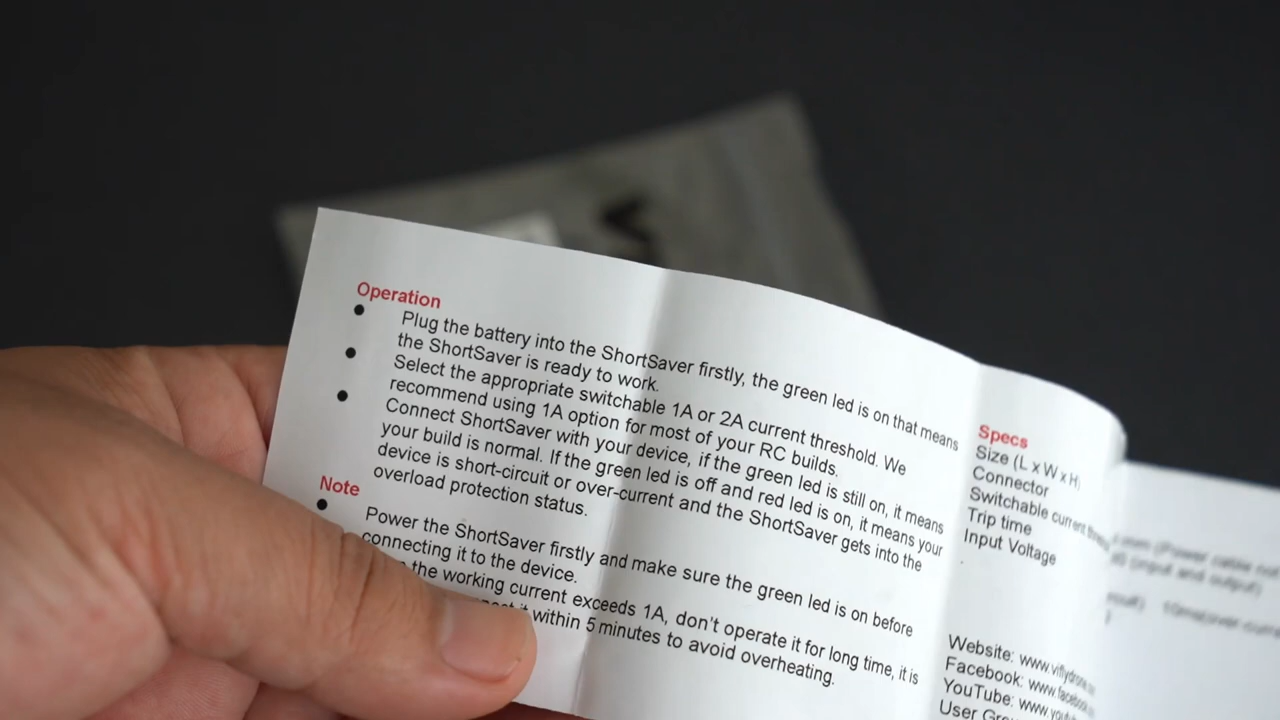 Operation
Plug the battery into the ShortSaver firstly, the green led is on that means
the ShortSaver is ready to work.
Select the appropriate switchable 1A or 2A current threshold. We
recommend using 1A option for most of your RC builds.
Connect ShortSaver with your device, if the green led is still on, it means
your build is normal. If the green led is off and red led is on, it means your
device is short-circuit or over-current and the ShortSaver gets into the
overload protection status.
Note
Power the ShortSaver firstly and make sure the green led is on before
connecting it to the device.
the working current exceeds 1A, don't operate it for long time, it is
it within 5 minutes to avoid overheating.
Specs
Size (L x W x H)
Connector
Switchable current
Trip time
Input Voltage
Website: www.viflydrone
Facebook: www.facebook
YouTube: www.
User